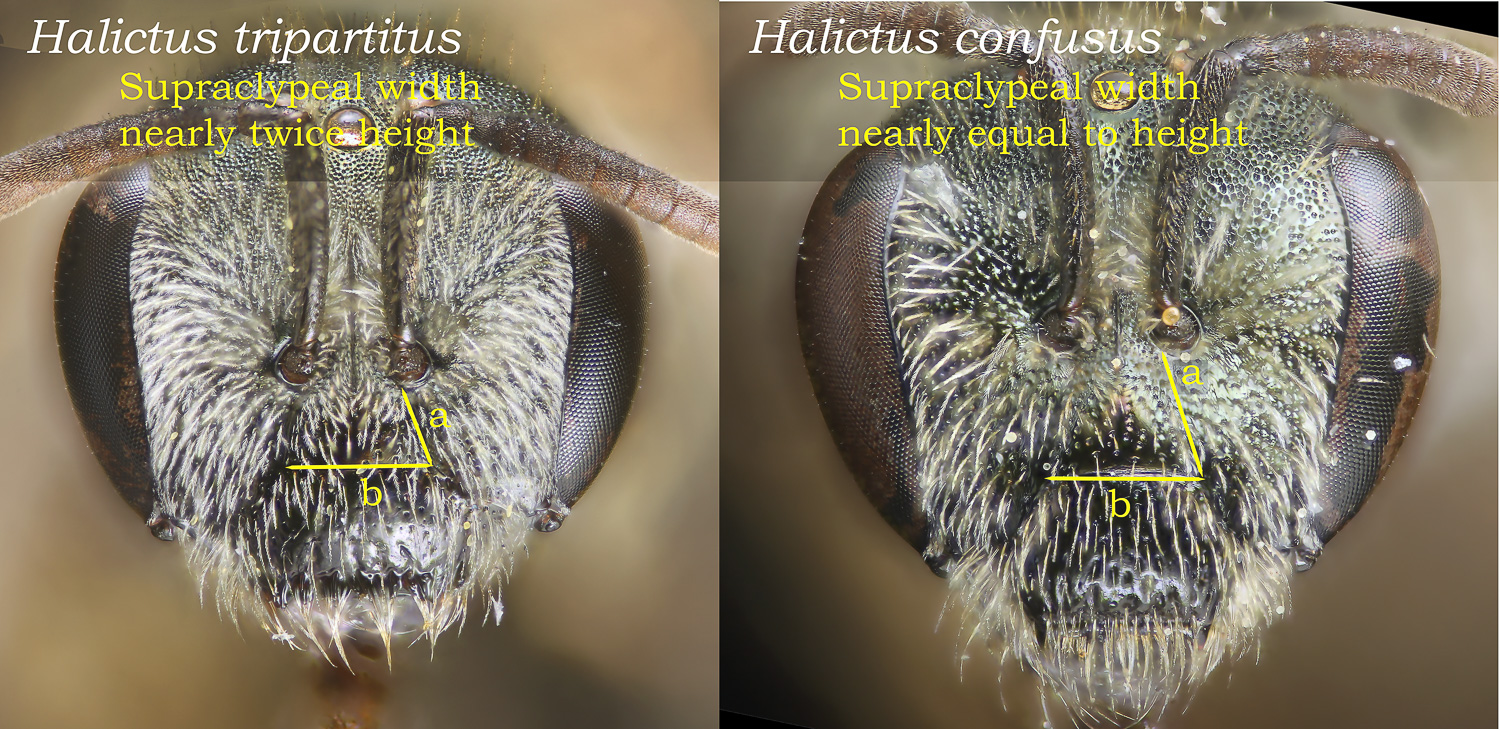 Halictus tripartitus
Supraclypeal width
nearly twice height
a
b
Halictus confusus
Supraclypeal width
nearly equal to height
a
b